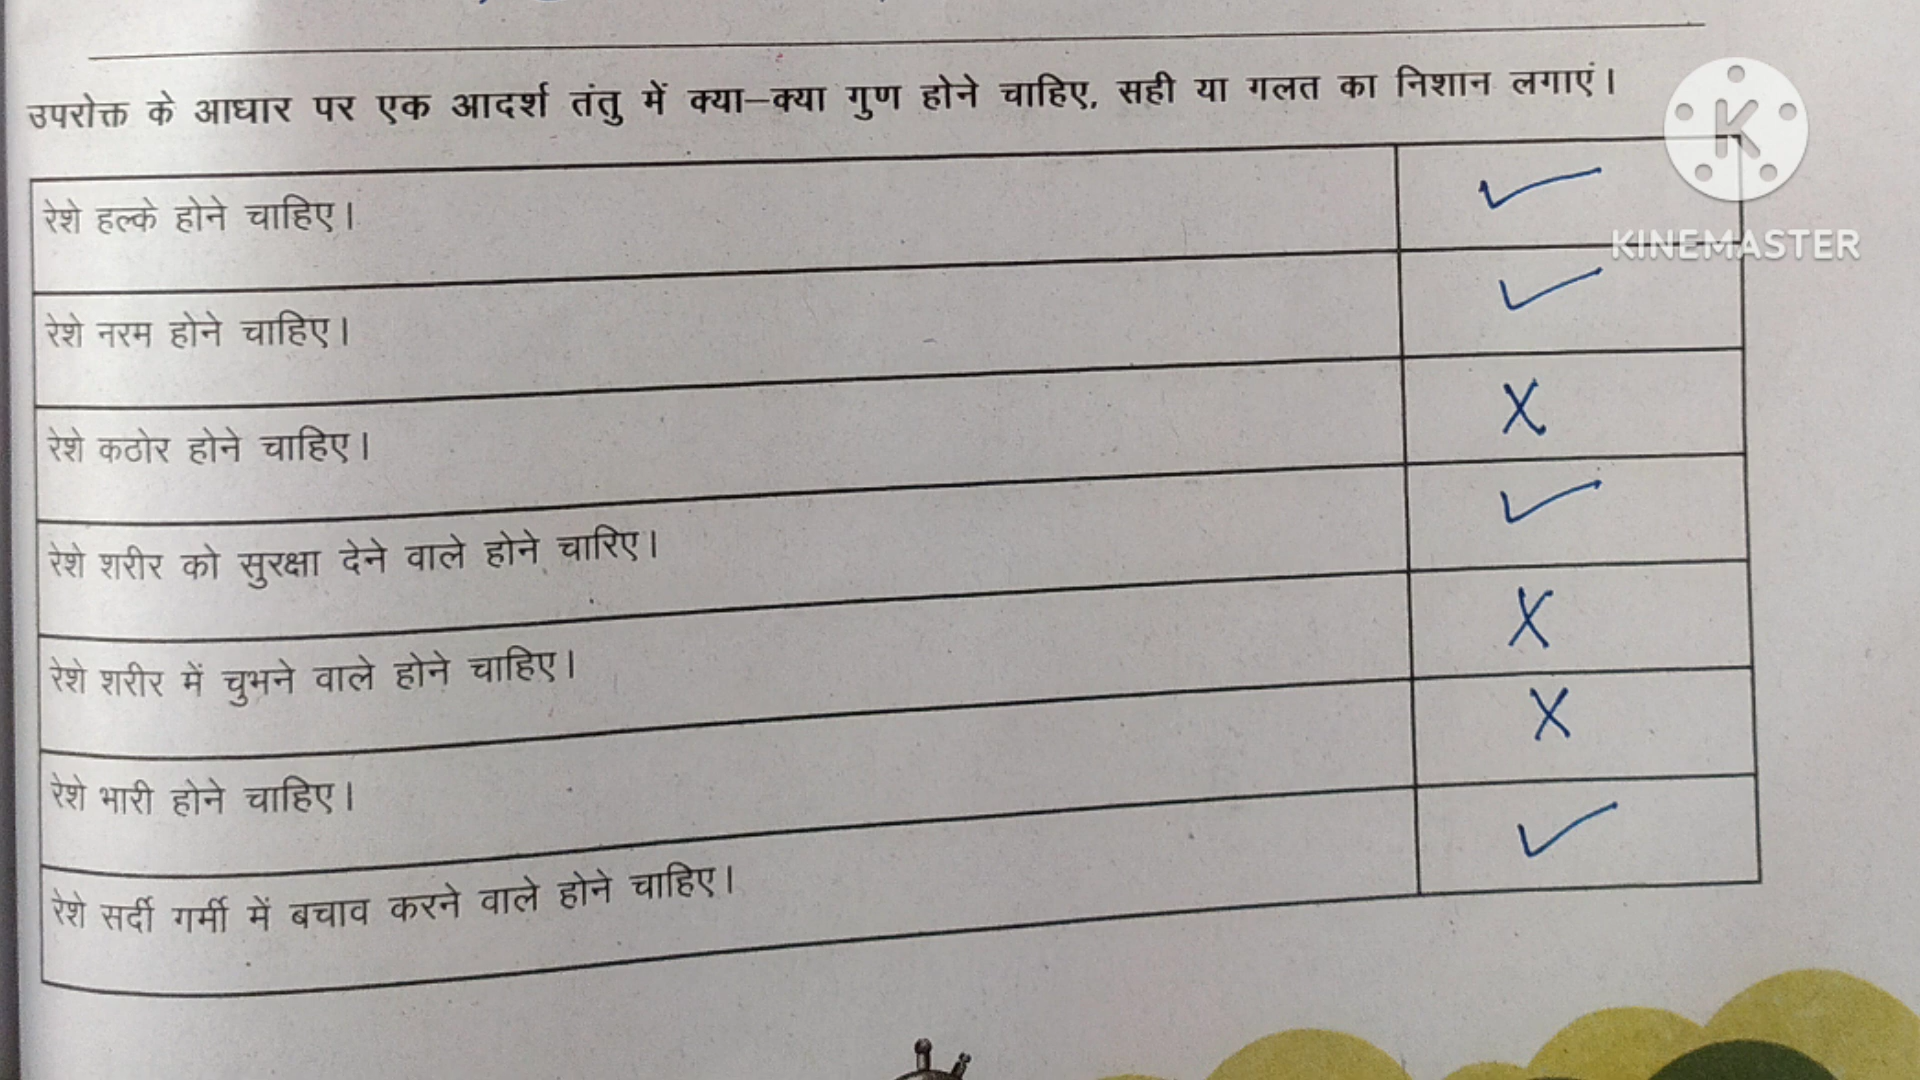 उपरोक्त के आधार पर एक आदर्श तंतु में क्या–क्या गुण होने चाहिए, सही या गलत का निशान लगाएं।
K
KINEMASTER
रेशे हल्के होने चाहिए। ✓
रेशे नरम होने चाहिए। ✓
रेशे कठोर होने चाहिए। X
रेशे शरीर को सुरक्षा देने वाले होने चारिए। ✓
रेशे शरीर में चुभने वाले होने चाहिए। X
रेशे भारी होने चाहिए। X
रेशे सर्दी गर्मी में बचाव करने वाले होने चाहिए। ✓